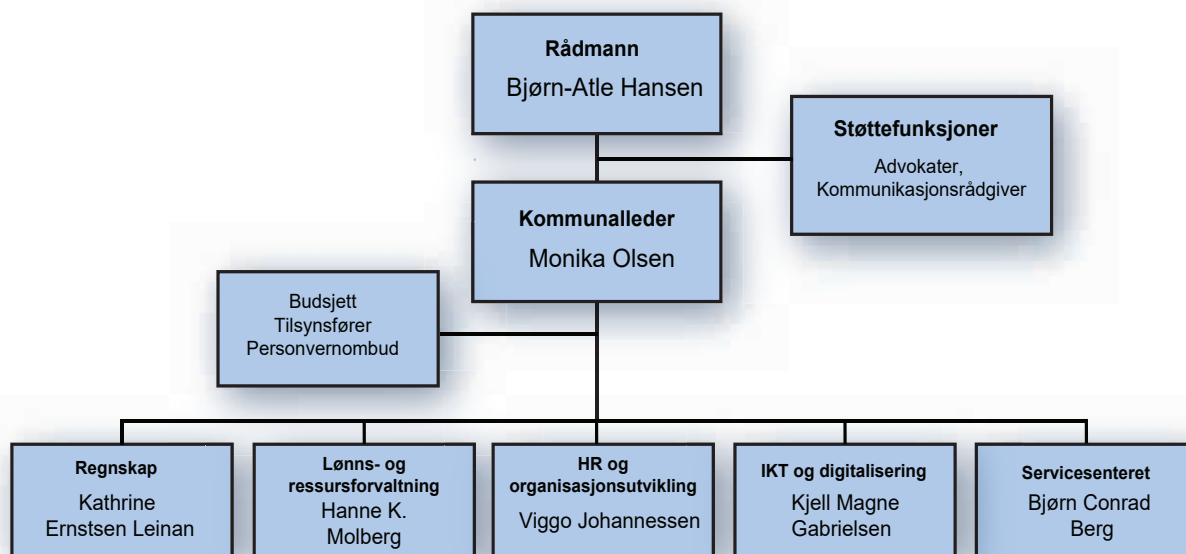 Rådmann
Bjørn-Atle Hansen
Støttefunksjoner
Advokater,
Kommunikasjonsrådgiver
Kommunalleder
Monika Olsen
Budsjett
Tilsynsfører
Personvernombud
Regnskap
Kathrine
Ernstsen Leinan
Lønns- og
ressursforvaltning
Hanne K.
Molberg
HR og
organisasjonsutvikling
Viggo Johannessen
IKT og digitalisering
Kjell Magne
Gabrielsen
Servicesenteret
Bjørn Conrad
Berg